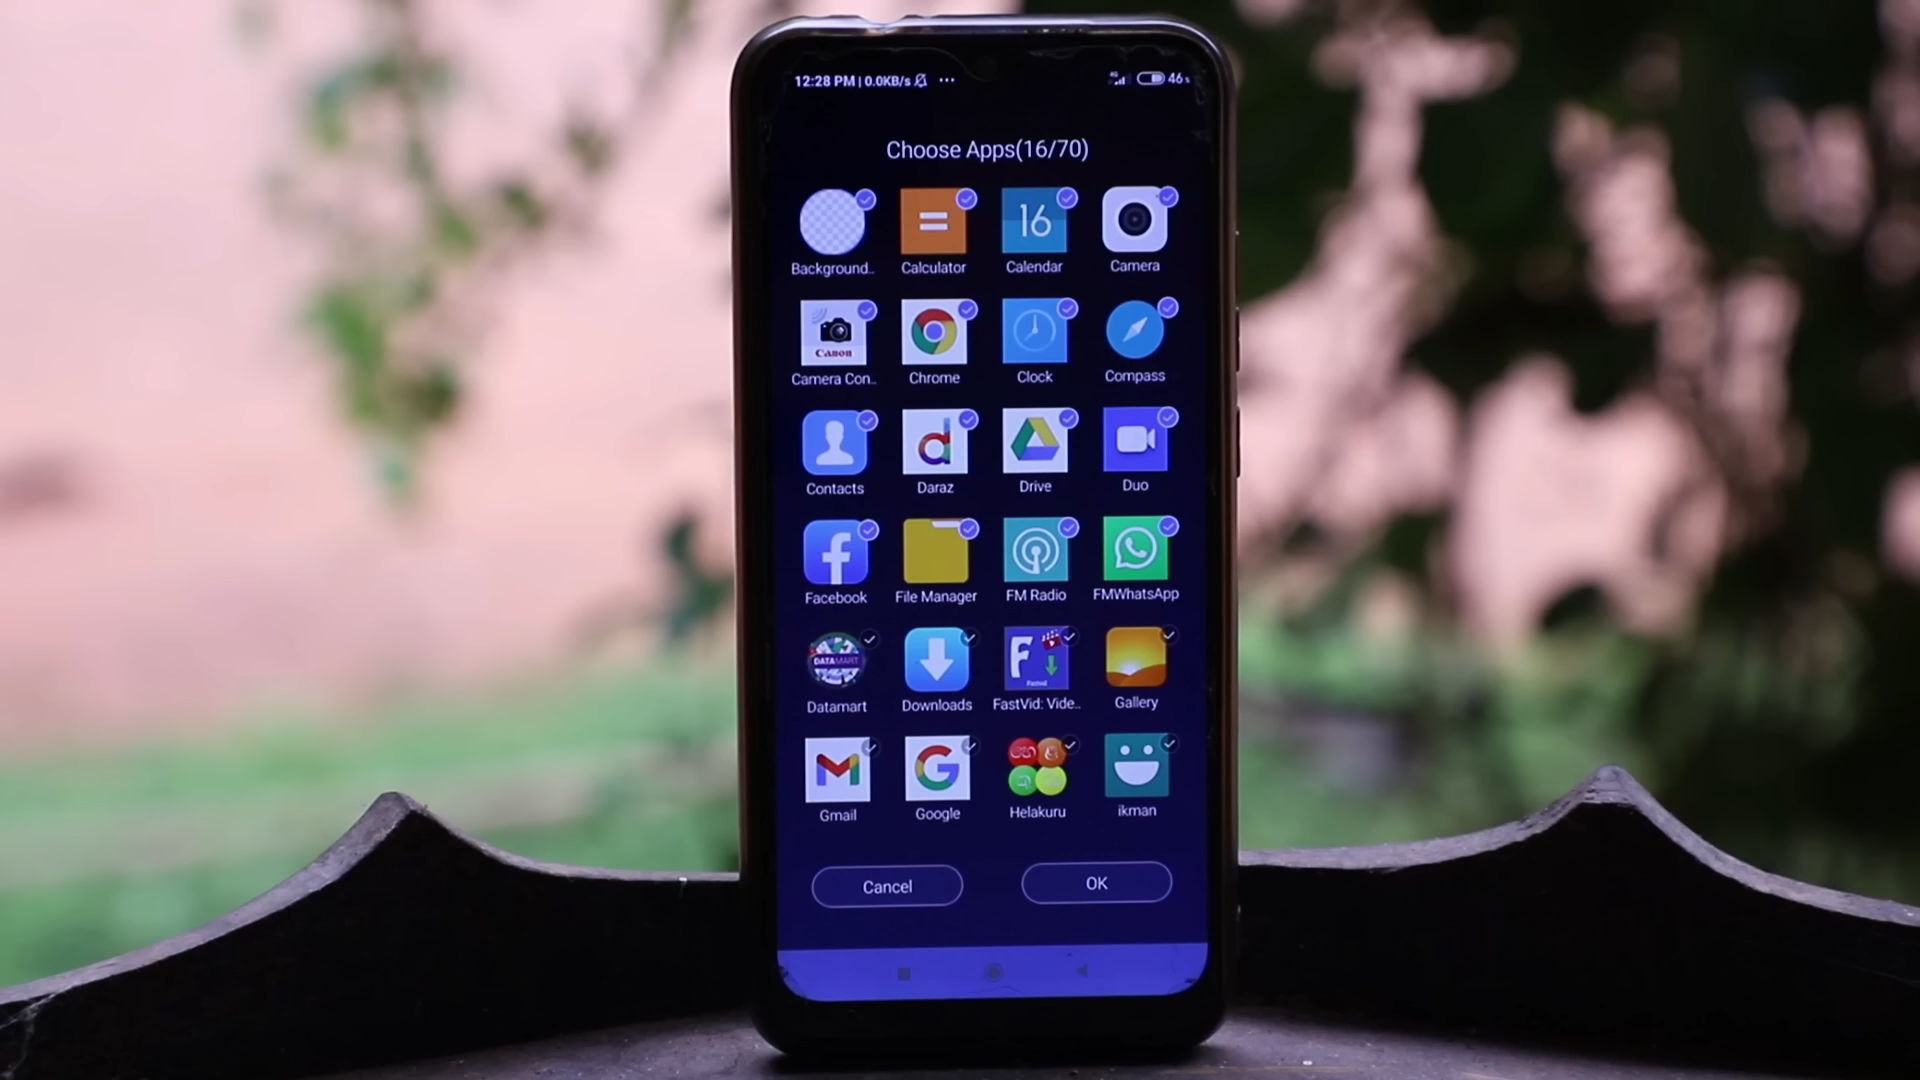 12:28 PM | 0.0KB/s ... 4G 46%
Choose Apps(16/70)
= 16
Background.. Calculator Calendar Camera
Canon
Camera Con.. Chrome Clock Compass
d
Contacts Daraz Drive Duo
f
Facebook File Manager FM Radio FMWhatsApp
DATAMART F
FastVid
Datamart Downloads FastVid: Vide.. Gallery
M G
Gmail Google Helakuru ikman
Cancel OK